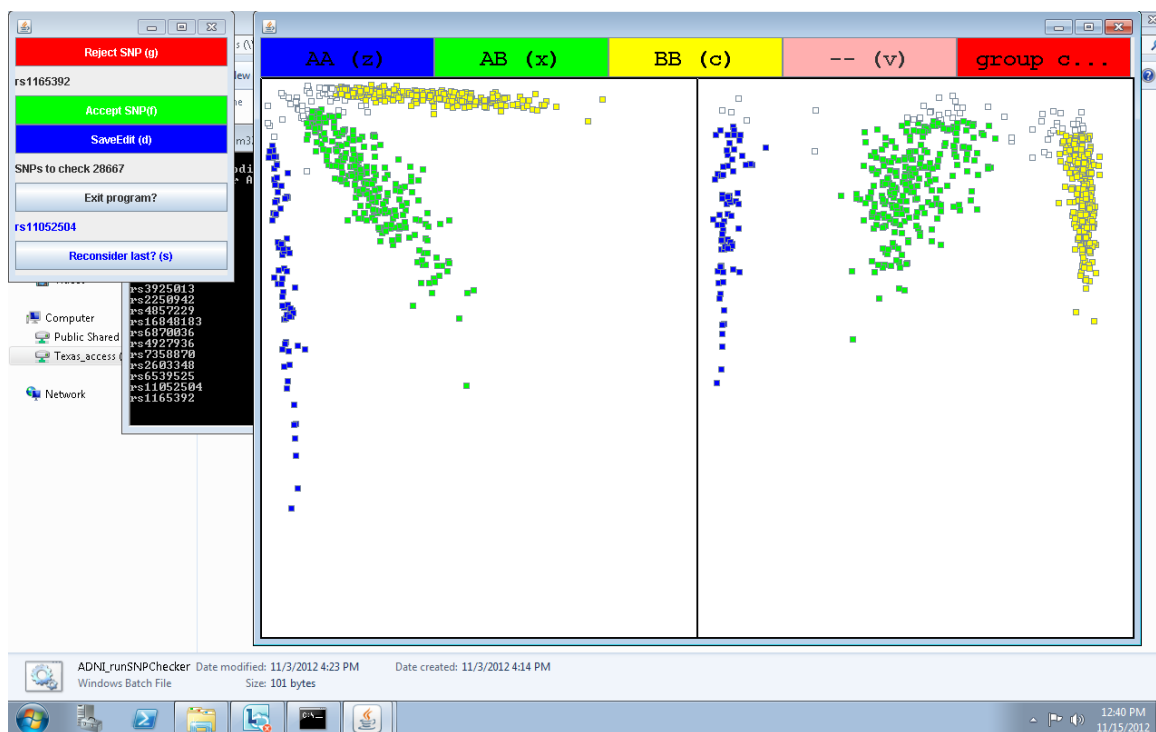 Reject SNP (g)
rs1165392
Accept SNP(f)
SaveEdit (d)
SNPs to check 28667
Exit program?
rs11052504
Reconsider last? (s)
AA (z)
AB (x)
BB (c)
-- (v)
group c...
rs3925013
rs2250942
rs4857229
rs16848183
rs6870036
rs4927936
rs7358870
rs2603348
rs6539525
rs11052504
rs1165392
Computer
Public Shared
Texas_access (
Network
ADNI_runSNPChecker Date modified: 11/3/2012 4:23 PM Date created: 11/3/2012 4:14 PM
Windows Batch File Size: 101 bytes
12:40 PM
11/15/2012